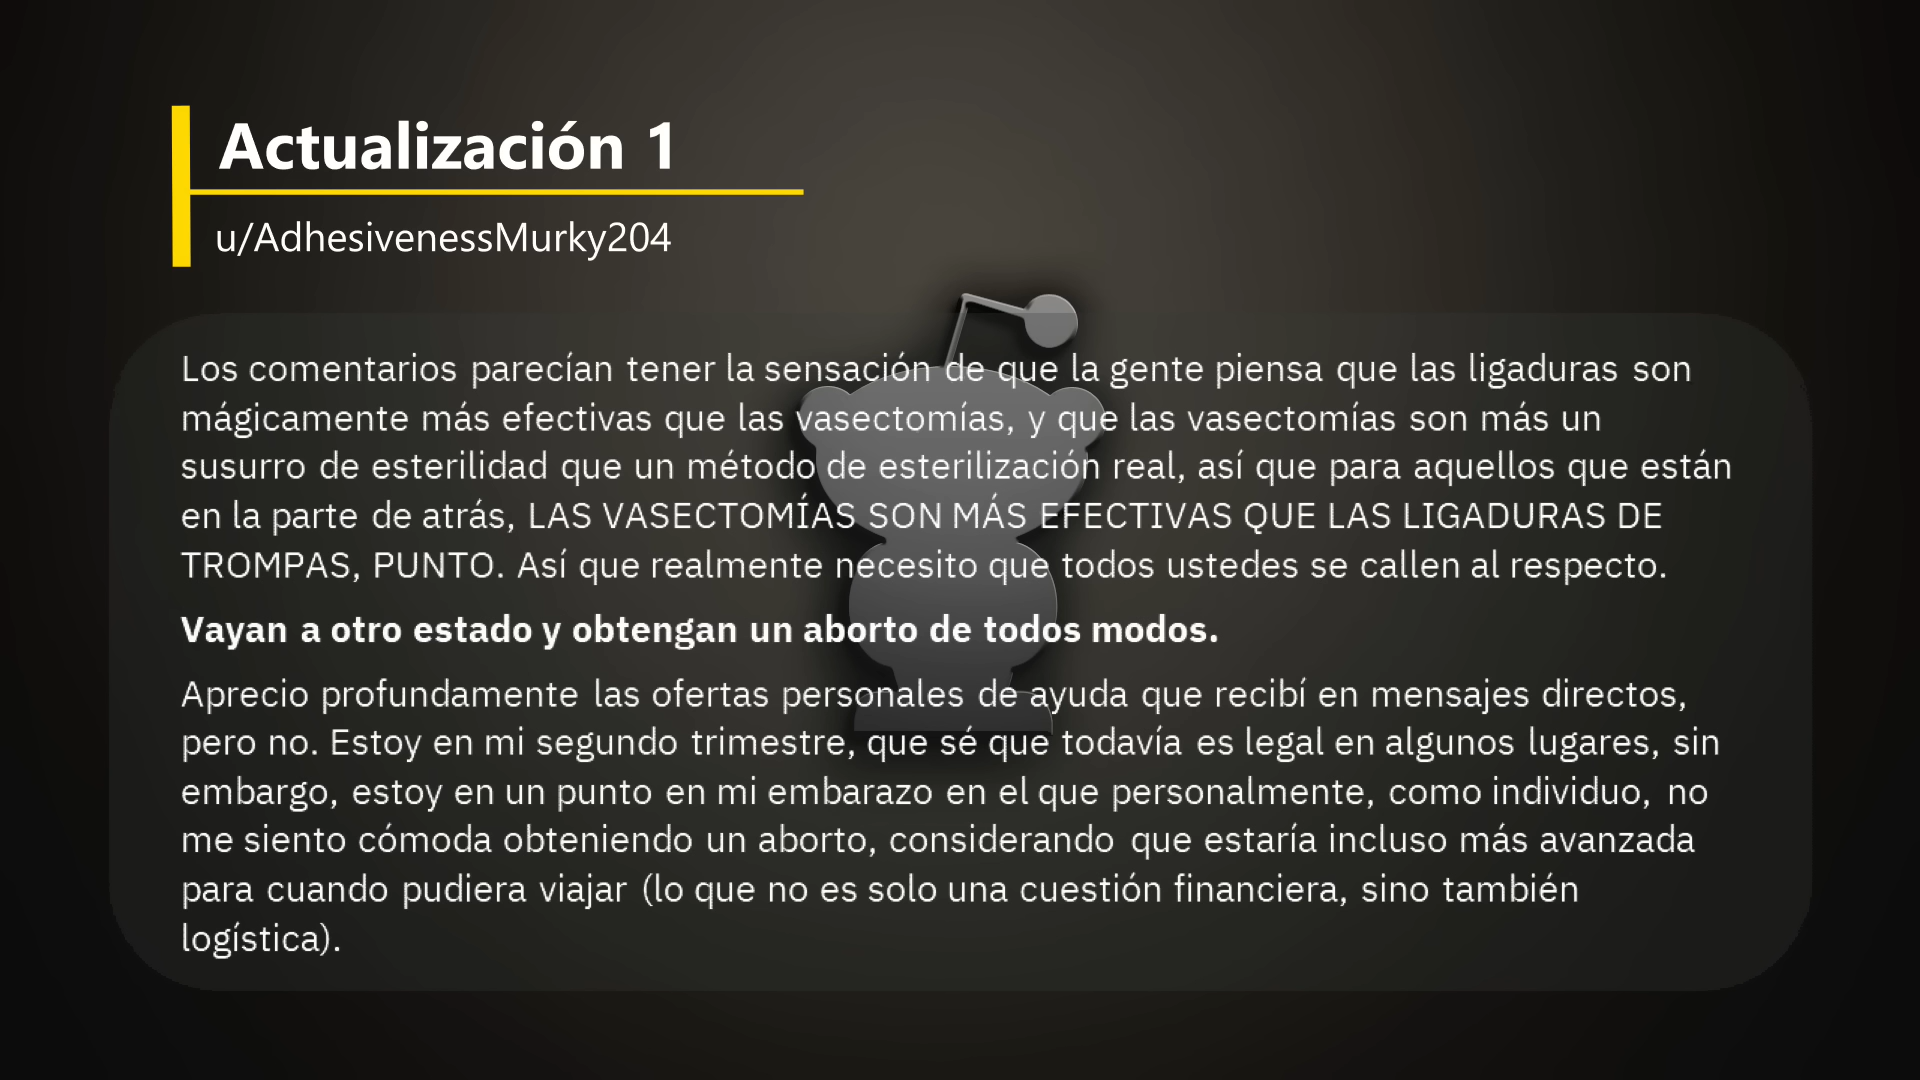 Actualización 1
u/AdhesivenessMurky204
Los comentarios parecían tener la sensación de que la gente piensa que las ligaduras son
mágicamente más efectivas que las vasectomías, y que las vasectomías son más un
susurro de esterilidad que un método de esterilización real, así que para aquellos que están
en la parte de atrás, LAS VASECTOMÍAS SON MÁS EFECTIVAS QUE LAS LIGADURAS DE
TROMPAS, PUNTO. Así que realmente necesito que todos ustedes se callen al respecto.
Vayan a otro estado y obtengan un aborto de todos modos.
Aprecio profundamente las ofertas personales de ayuda que recibí en mensajes directos,
pero no. Estoy en mi segundo trimestre, que sé que todavía es legal en algunos lugares, sin
embargo, estoy en un punto en mi embarazo en el que personalmente, como individuo, no
me siento cómoda obteniendo un aborto, considerando que estaría incluso más avanzada
para cuando pudiera viajar (lo que no es solo una cuestión financiera, sino también
logística).